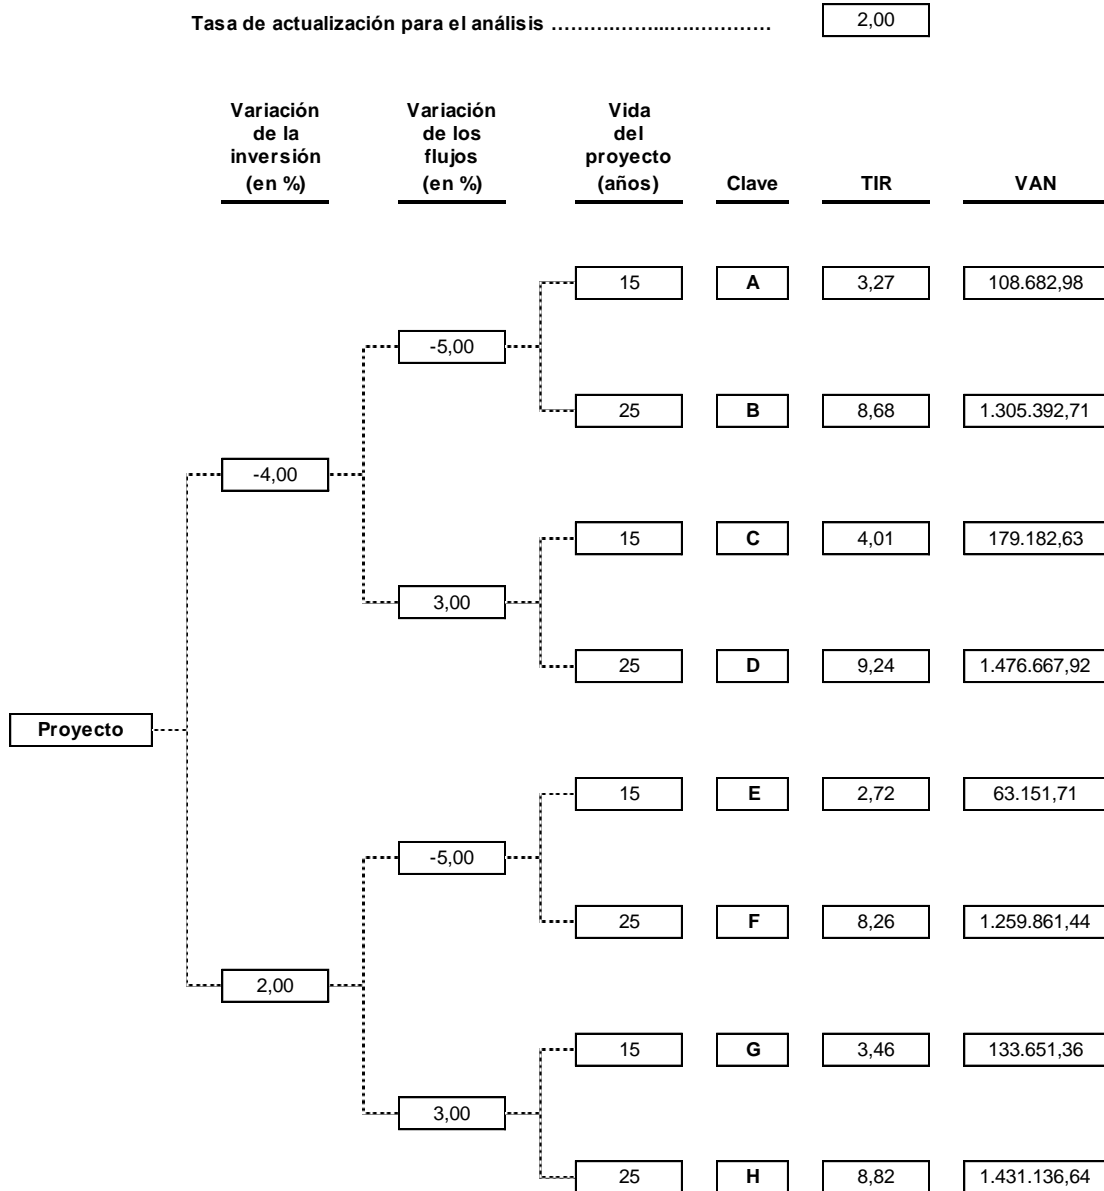 Tasa de actualización para el análisis ……….……...…..………… 2,00
Variación de la inversión (en %)
Variación de los flujos (en %)
Vida del proyecto (años)
Clave
TIR
VAN
15 A 3,27 108.682,98
-5,00
25 B 8,68 1.305.392,71
-4,00
15 C 4,01 179.182,63
3,00
25 D 9,24 1.476.667,92
Proyecto
15 E 2,72 63.151,71
-5,00
25 F 8,26 1.259.861,44
2,00
15 G 3,46 133.651,36
3,00
25 H 8,82 1.431.136,64